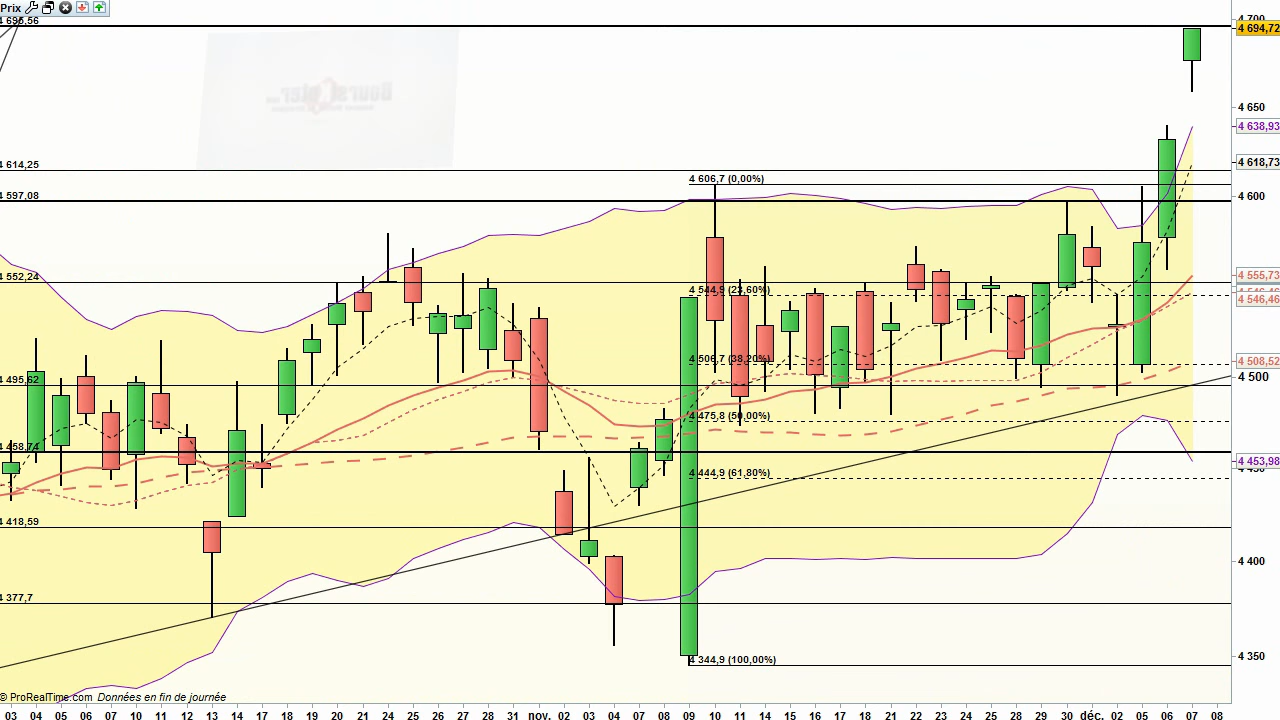 Prix
4 695,56
4 700
4 694,72
4 650
4 638,93
4 614,25
4 618,73
4 606,7 (0,00%)
4 597,08
4 600
4 552,24
4 555,73
4 544,9 (23,60%)
4 546,46
4 506,7 (38,20%)
4 508,52
4 495,62
4 500
4 475,8 (50,00%)
4 458,74
4 453,98
4 444,9 (61,80%)
4 418,59
4 400
4 377,7
4 344,9 (100,00%)
4 350
© ProRealTime.com Données en fin de journée
03 04 05 06 07 10 11 12 13 14 17 18 19 20 21 24 25 26 27 28 31 nov. 02 03 04 07 08 09 10 11 14 15 16 17 18 21 22 23 24 25 28 29 30 déc. 02 05 06 07 08